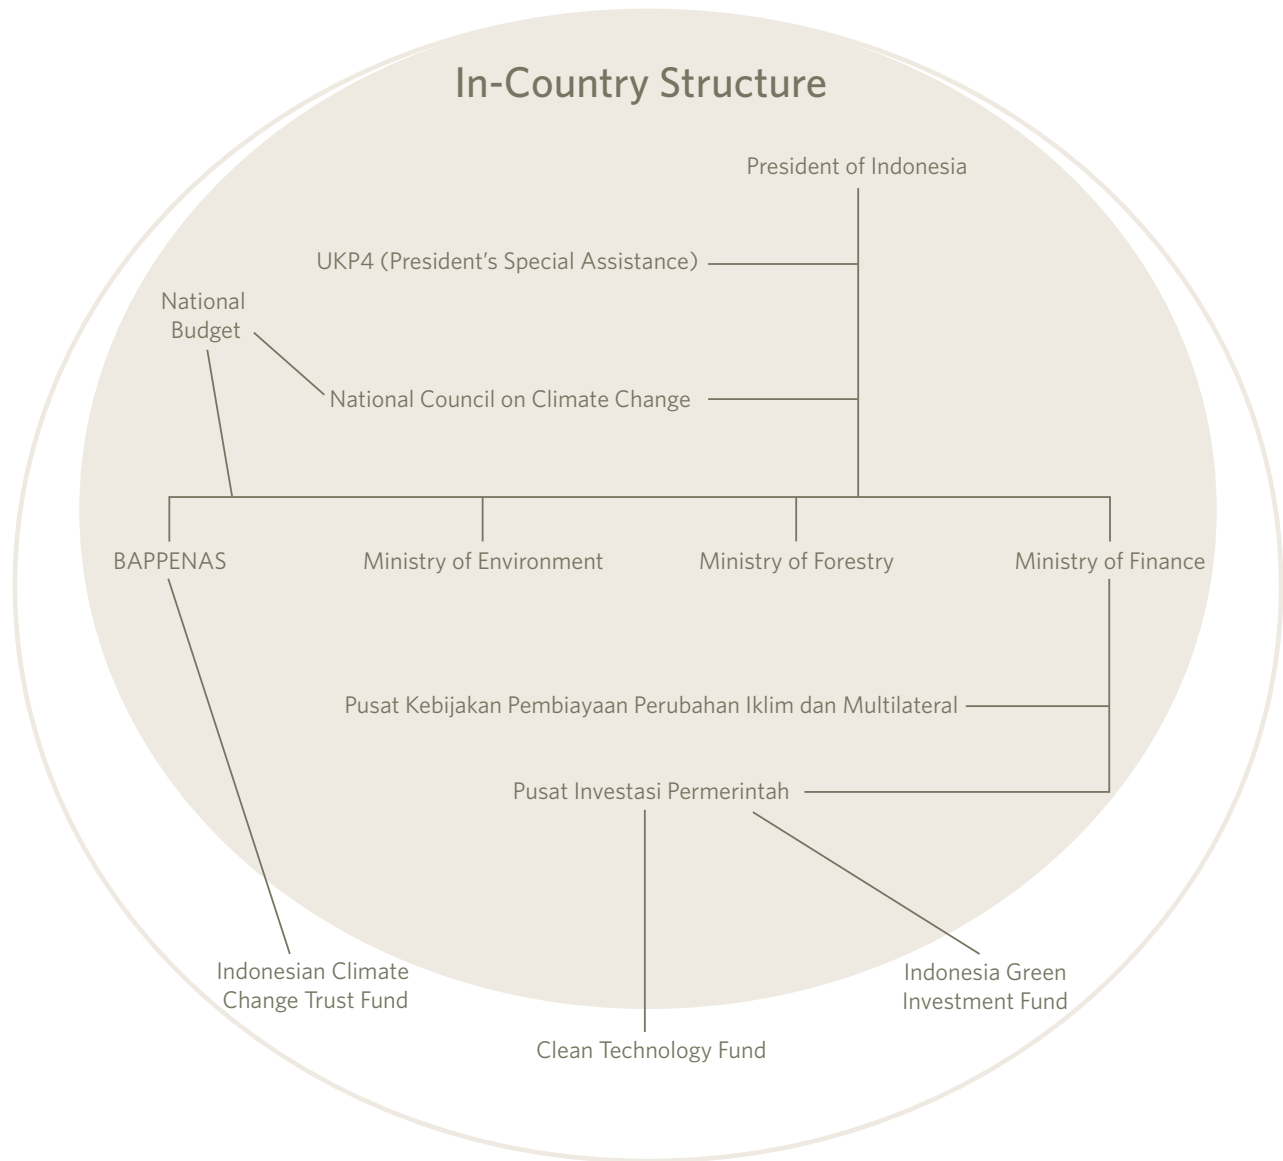 In-Country Structure
President of Indonesia
UKP4 (President's Special Assistance)
National
Budget
National Council on Climate Change
BAPPENAS
Ministry of Environment
Ministry of Forestry
Ministry of Finance
Pusat Kebijakan Pembiayaan Perubahan Iklim dan Multilateral
Pusat Investasi Permerintah
Indonesian Climate
Change Trust Fund
Indonesia Green
Investment Fund
Clean Technology Fund